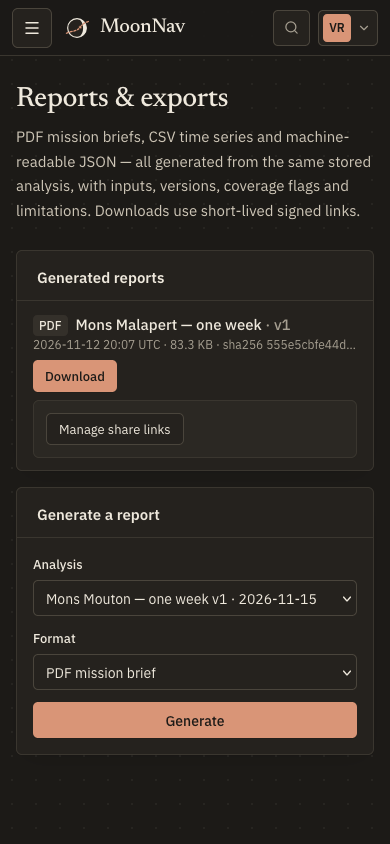 MoonNav
VR
Reports & exports
PDF mission briefs, CSV time series and machine-
readable JSON — all generated from the same stored
analysis, with inputs, versions, coverage flags and
limitations. Downloads use short-lived signed links.
Generated reports
PDF Mons Malapert — one week · v1
2026-11-12 20:07 UTC · 83.3 KB · sha256 555e5cbfe44d...
Download
Manage share links
Generate a report
Analysis
Mons Mouton — one week v1 · 2026-11-15
Format
PDF mission brief
Generate